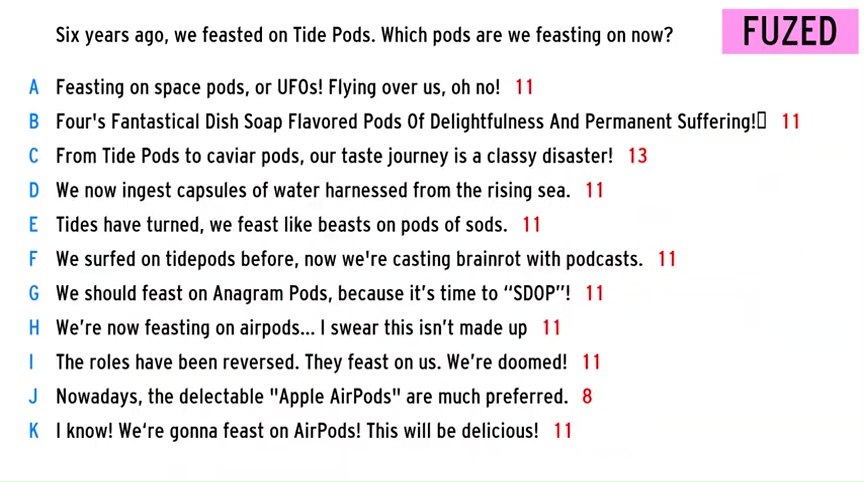 Six years ago, we feasted on Tide Pods. Which pods are we feasting on now?
FUZED
A Feasting on space pods, or UFOs! Flying over us, oh no! 11
B Four's Fantastical Dish Soap Flavored Pods Of Delightfulness And Permanent Suffering!▯ 11
C From Tide Pods to caviar pods, our taste journey is a classy disaster! 13
D We now ingest capsules of water harnessed from the rising sea. 11
E Tides have turned, we feast like beasts on pods of sods. 11
F We surfed on tidepods before, now we're casting brainrot with podcasts. 11
G We should feast on Anagram Pods, because it’s time to “SDOP”! 11
H We’re now feasting on airpods... I swear this isn’t made up 11
I The roles have been reversed. They feast on us. We’re doomed! 11
J Nowadays, the delectable "Apple AirPods" are much preferred. 8
K I know! We‘re gonna feast on AirPods! This will be delicious! 11